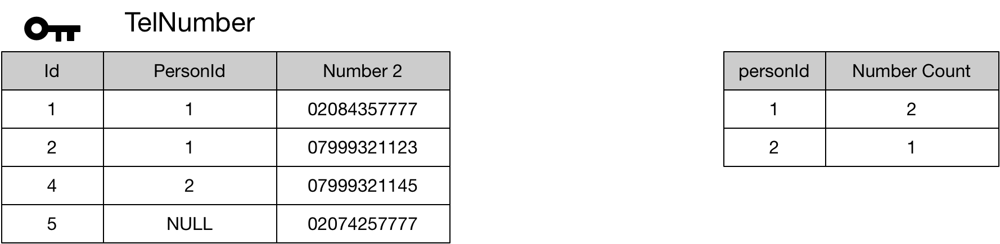 TelNumber
Id PersonId Number 2
1 1 02084357777
2 1 07999321123
4 2 07999321145
5 NULL 02074257777
personId Number Count
1 2
2 1